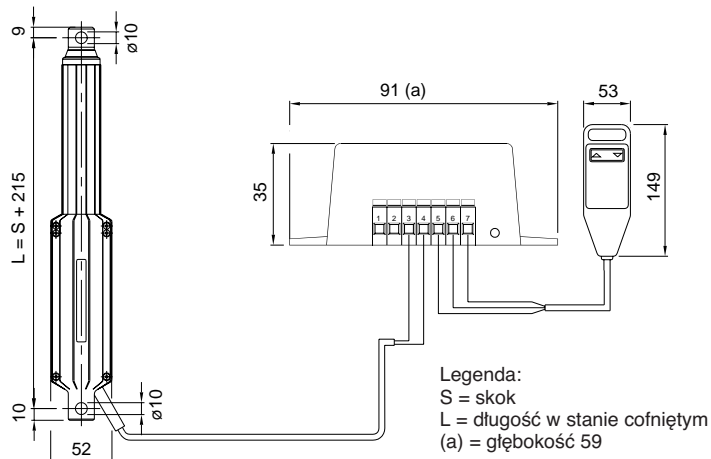 9
ø10
L = S + 215
10
ø10
52
91 (a)
35
1 2 3 4 5 6 7
53
149
Legenda:
S = skok
L = długość w stanie cofniętym
(a) = głębokość 59